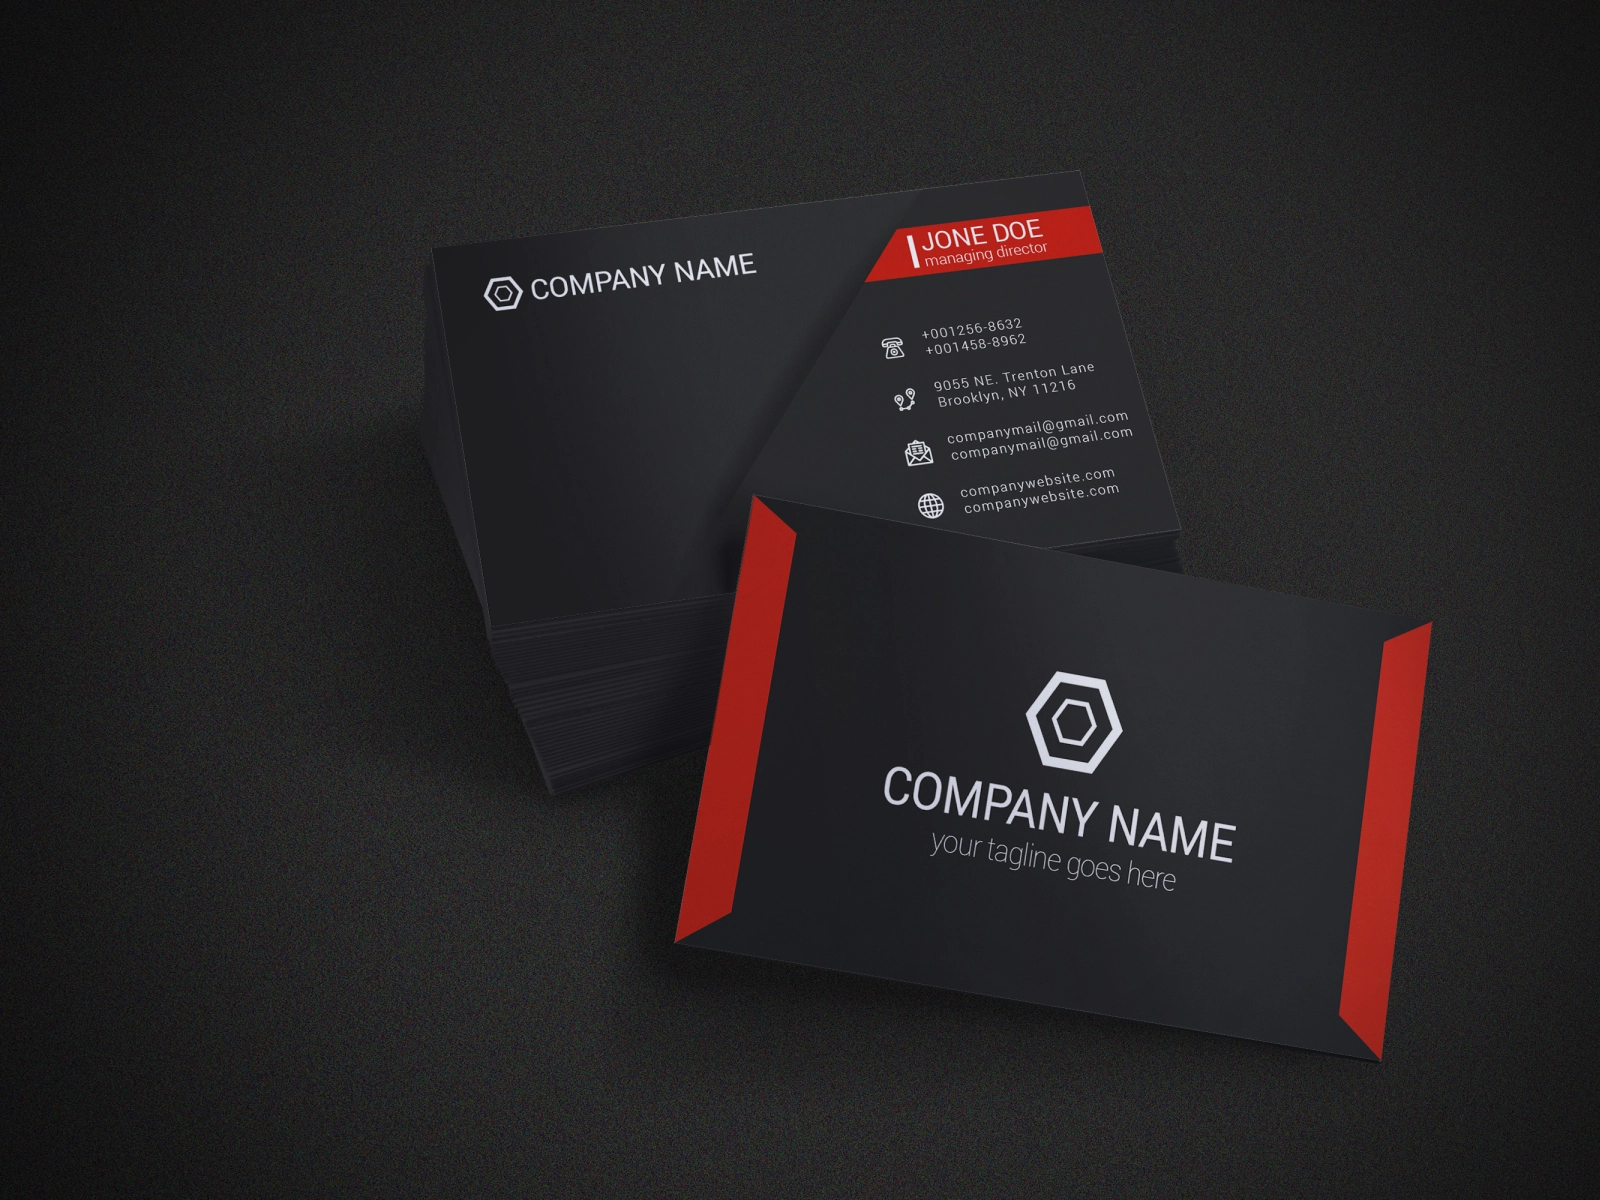 COMPANY NAME
JONE DOE
managing director
+001256-8632
+001458-8962
9055 NE. Trenton Lane
Brooklyn, NY 11216
companymail@gmail.com
companymail@gmail.com
companywebsite.com
companywebsite.com
COMPANY NAME
your tagline goes here